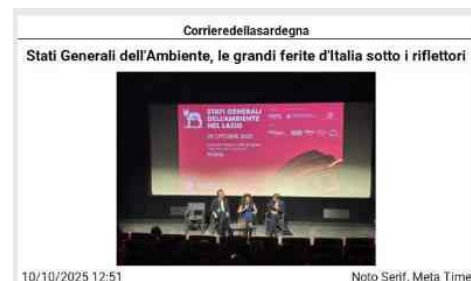 Corrieredellasardegna
Stati Generali dell'Ambiente, le grandi ferite d'Italia sotto i riflettori
STATI GENERALI
DELL'AMBIENTE
NEL LAZIO
10/10/2025 12:51
Noto Serif, Meta Time